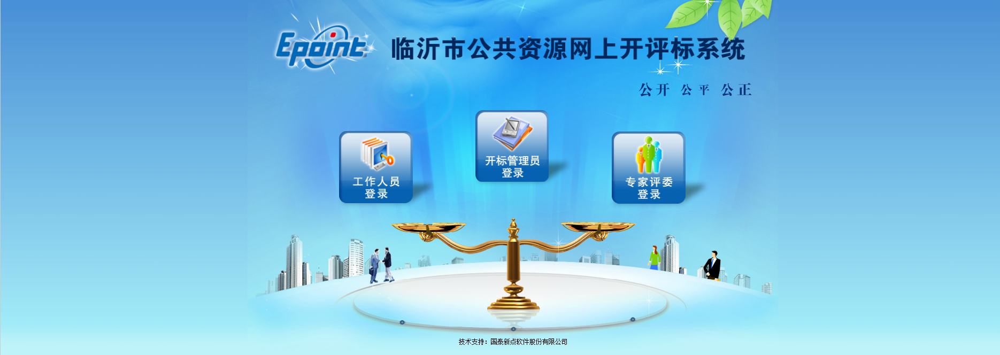 Epoint
临沂市公共资源网上开评标系统
公开 公平 公正
工作人员
登录
开标管理员
登录
专家评委
登录
技术支持：国泰新点软件股份有限公司